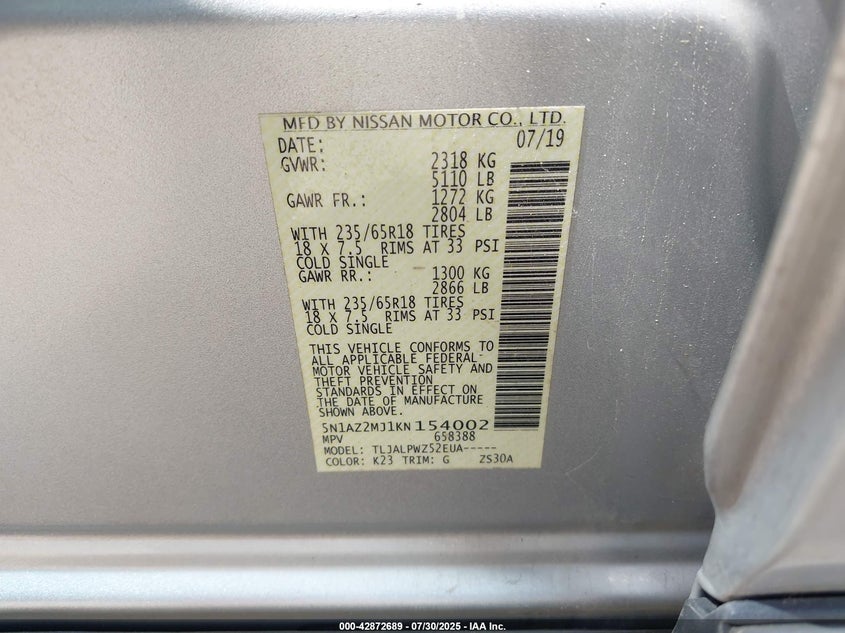 MFD BY NISSAN MOTOR CO., LTD.
DATE: 07/19
GVWR: 2318 KG
5110 LB
GAWR FR.: 1272 KG
2804 LB
WITH 235/65R18 TIRES
18 X 7.5 RIMS AT 33 PSI
COLD SINGLE
GAWR RR.: 1300 KG
2866 LB
WITH 235/65R18 TIRES
18 X 7.5 RIMS AT 33 PSI
COLD SINGLE
THIS VEHICLE CONFORMS TO
ALL APPLICABLE FEDERAL
MOTOR VEHICLE SAFETY AND
THEFT PREVENTION
STANDARDS IN EFFECT ON
THE DATE OF MANUFACTURE
SHOWN ABOVE.
5N1AZ2MJ1KN154002
MPV 658388
MODEL: TLJALPWZ52EUA-----
COLOR: K23 TRIM: G ZS30A
000-42872689 - 07/30/2025 - IAA Inc.